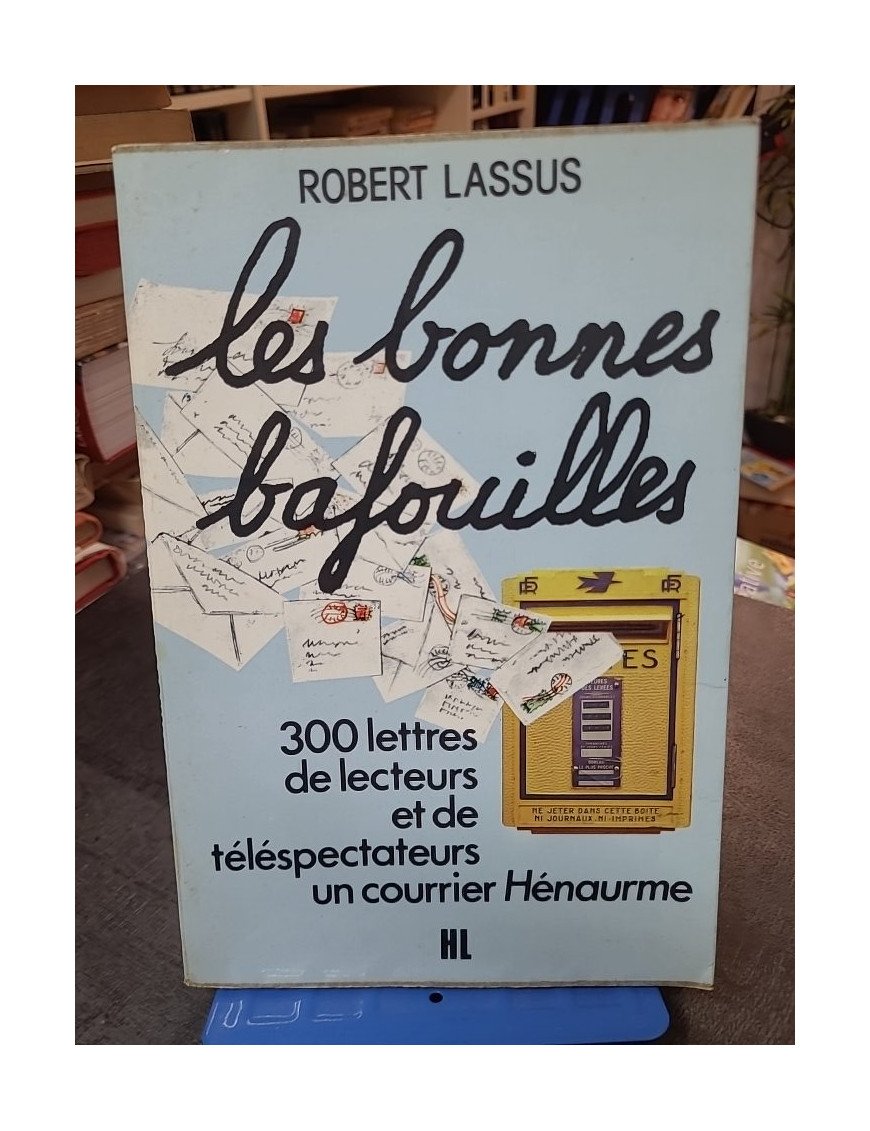 ROBERT LASSUS
les bonnes
bafouilles
300 lettres
de lecteurs
et de
téléspectateurs
un courrier Hénaurme
HL
NE JETER DANS CETTE BOITE
NI JOURNAUX, NI IMPRIMES